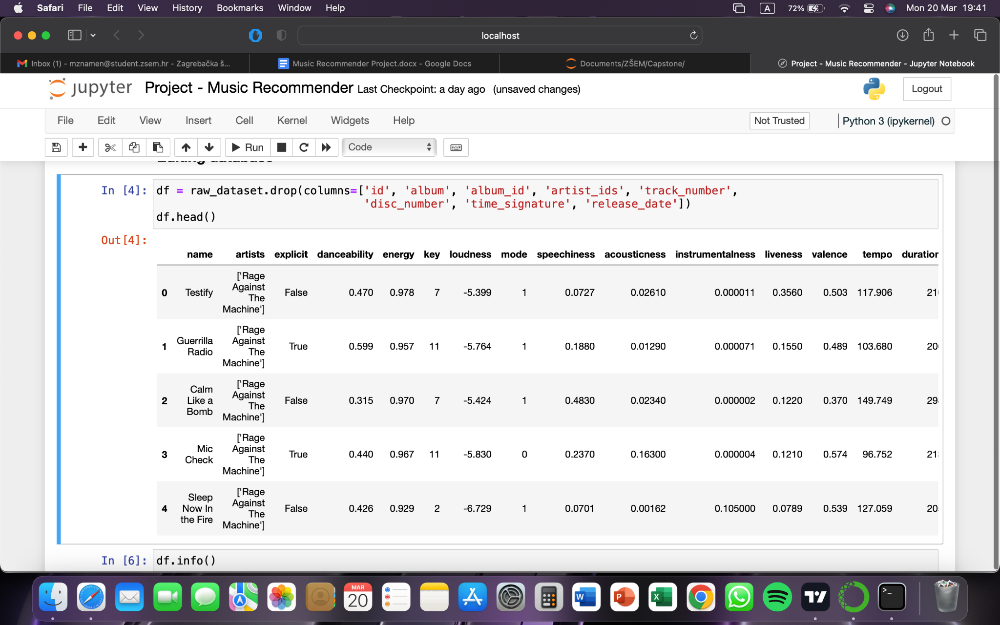 Safari File Edit View History Bookmarks Window Help A 72% Mon 20 Mar 19:41
localhost
Inbox (1) - mznamen@student.zsem.hr - Zagrebačka š... Music Recommender Project.docx - Google Docs Documents/ZŠEM/Capstone/ Project - Music Recommender - Jupyter Notebook
jupyter Project - Music Recommender Last Checkpoint: a day ago (unsaved changes) Logout
File Edit View Insert Cell Kernel Widgets Help Not Trusted Python 3 (ipykernel)
Run Code
In [4]: df = raw_dataset.drop(columns=['id', 'album', 'album_id', 'artist_ids', 'track_number',
'disc_number', 'time_signature', 'release_date'])
df.head()
Out[4]:
name artists explicit danceability energy key loudness mode speechiness acousticness instrumentalness liveness valence tempo duration
0 Testify ['Rage Against The Machine'] False 0.470 0.978 7 -5.399 1 0.0727 0.02610 0.000011 0.3560 0.503 117.906 21
1 Guerrilla Radio ['Rage Against The Machine'] True 0.599 0.957 11 -5.764 1 0.1880 0.01290 0.000071 0.1550 0.489 103.680 20
2 Calm Like a Bomb ['Rage Against The Machine'] False 0.315 0.970 7 -5.424 1 0.4830 0.02340 0.000002 0.1220 0.370 149.749 29
3 Mic Check ['Rage Against The Machine'] True 0.440 0.967 11 -5.830 0 0.2370 0.16300 0.000004 0.1210 0.574 96.752 21
4 Sleep Now In the Fire ['Rage Against The Machine'] False 0.426 0.929 2 -6.729 1 0.0701 0.00162 0.105000 0.0789 0.539 127.059 20
In [6]: df.info()
MAR
20
W P X
>_